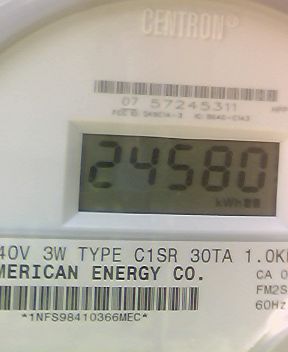 CENTRON®
07 57245311
24580
kWh
40V 3W TYPE C1SR 30TA 1.0K
MERICAN ENERGY CO.
CA 0
FM2S
60Hz
*1NFS98410366MEC*